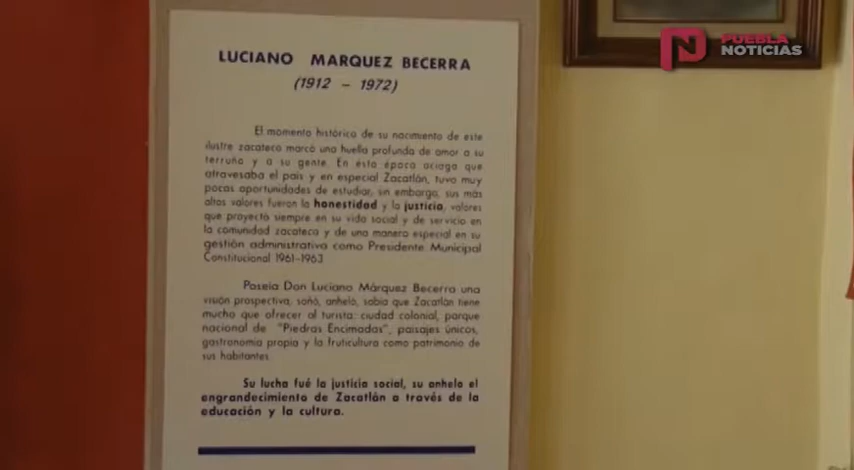 LUCIANO MARQUEZ BECERRA
(1912 - 1972)
El momento histórico de su nacimiento de este
ilustre zacateco marcó una huella profunda de amor a su
terruño y a su gente. En ésta época aciaga que
atravesaba el país y en especial Zacatlán, tuvo muy
pocas oportunidades de estudiar, sin embargo, sus más
altos valores fueron la honestidad y la justicia, valores
que proyecto siempre en su vida social y de servicio en
la comunidad zacateca y de una manera especial en su
gestión administrativa como Presidente Municipal
Constitucional 1961-1963
Poseía Don Luciano Márquez Becerra una
visión prospectiva, soñó, anheló, sabía que Zacatlán tiene
mucho que ofrecer al turista: ciudad colonial, parque
nacional de "Piedras Encimadas", paisajes únicos,
gastronomía propia y la fruticultura como patrimonio de
sus habitantes
Su lucha fué la justicia social, su anhelo el
engrandecimiento de Zacatlán a través de la
educación y la cultura.
PUEBLA
NOTICIAS